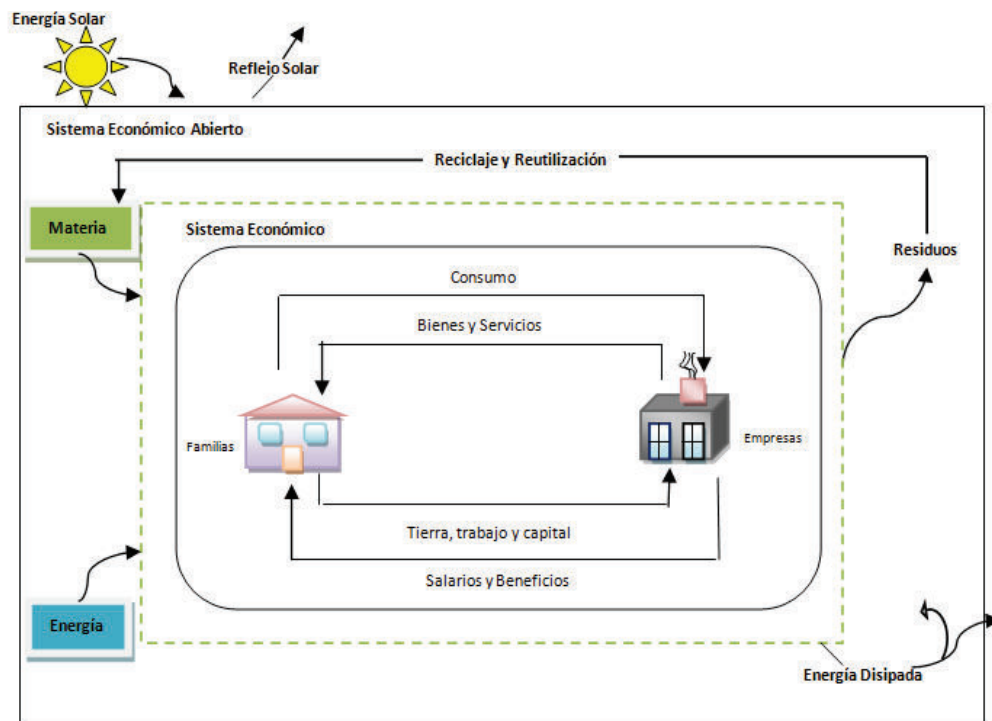 Energía Solar
Reflejo Solar
Sistema Económico Abierto
Reciclaje y Reutilización
Materia
Sistema Económico
Residuos
Consumo
Bienes y Servicios
Familias
Empresas
Tierra, trabajo y capital
Salarios y Beneficios
Energía
Energía Disipada